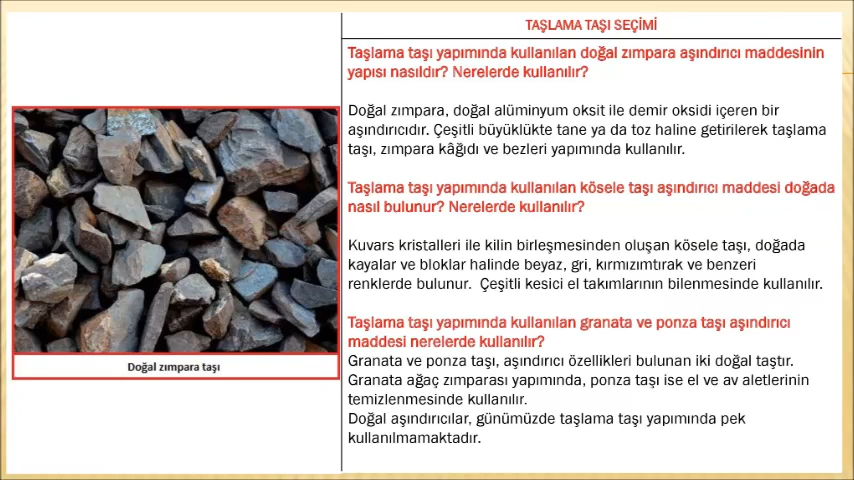 TAŞLAMA TAŞI SEÇİMİ
Taşlama taşı yapımında kullanılan doğal zımpara aşındırıcı maddesinin
yapısı nasıldır? Nerelerde kullanılır?
Doğal zımpara, doğal alüminyum oksit ile demir oksidi içeren bir
aşındırıcıdır. Çeşitli büyüklükte tane ya da toz haline getirilerek taşlama
taşı, zımpara kâğıdı ve bezleri yapımında kullanılır.
Taşlama taşı yapımında kullanılan kösele taşı aşındırıcı maddesi doğada
nasıl bulunur? Nerelerde kullanılır?
Kuvars kristalleri ile kilin birleşmesinden oluşan kösele taşı, doğada
kayalar ve bloklar halinde beyaz, gri, kırmızımtırak ve benzeri
renklerde bulunur. Çeşitli kesici el takımlarının bilenmesinde kullanılır.
Taşlama taşı yapımında kullanılan granata ve ponza taşı aşındırıcı
maddesi nerelerde kullanılır?
Granata ve ponza taşı, aşındırıcı özellikleri bulunan iki doğal taştır.
Granata ağaç zımparası yapımında, ponza taşı ise el ve av aletlerinin
temizlenmesinde kullanılır.
Doğal aşındırıcılar, günümüzde taşlama taşı yapımında pek
kullanılmamaktadır.
Doğal zımpara taşı